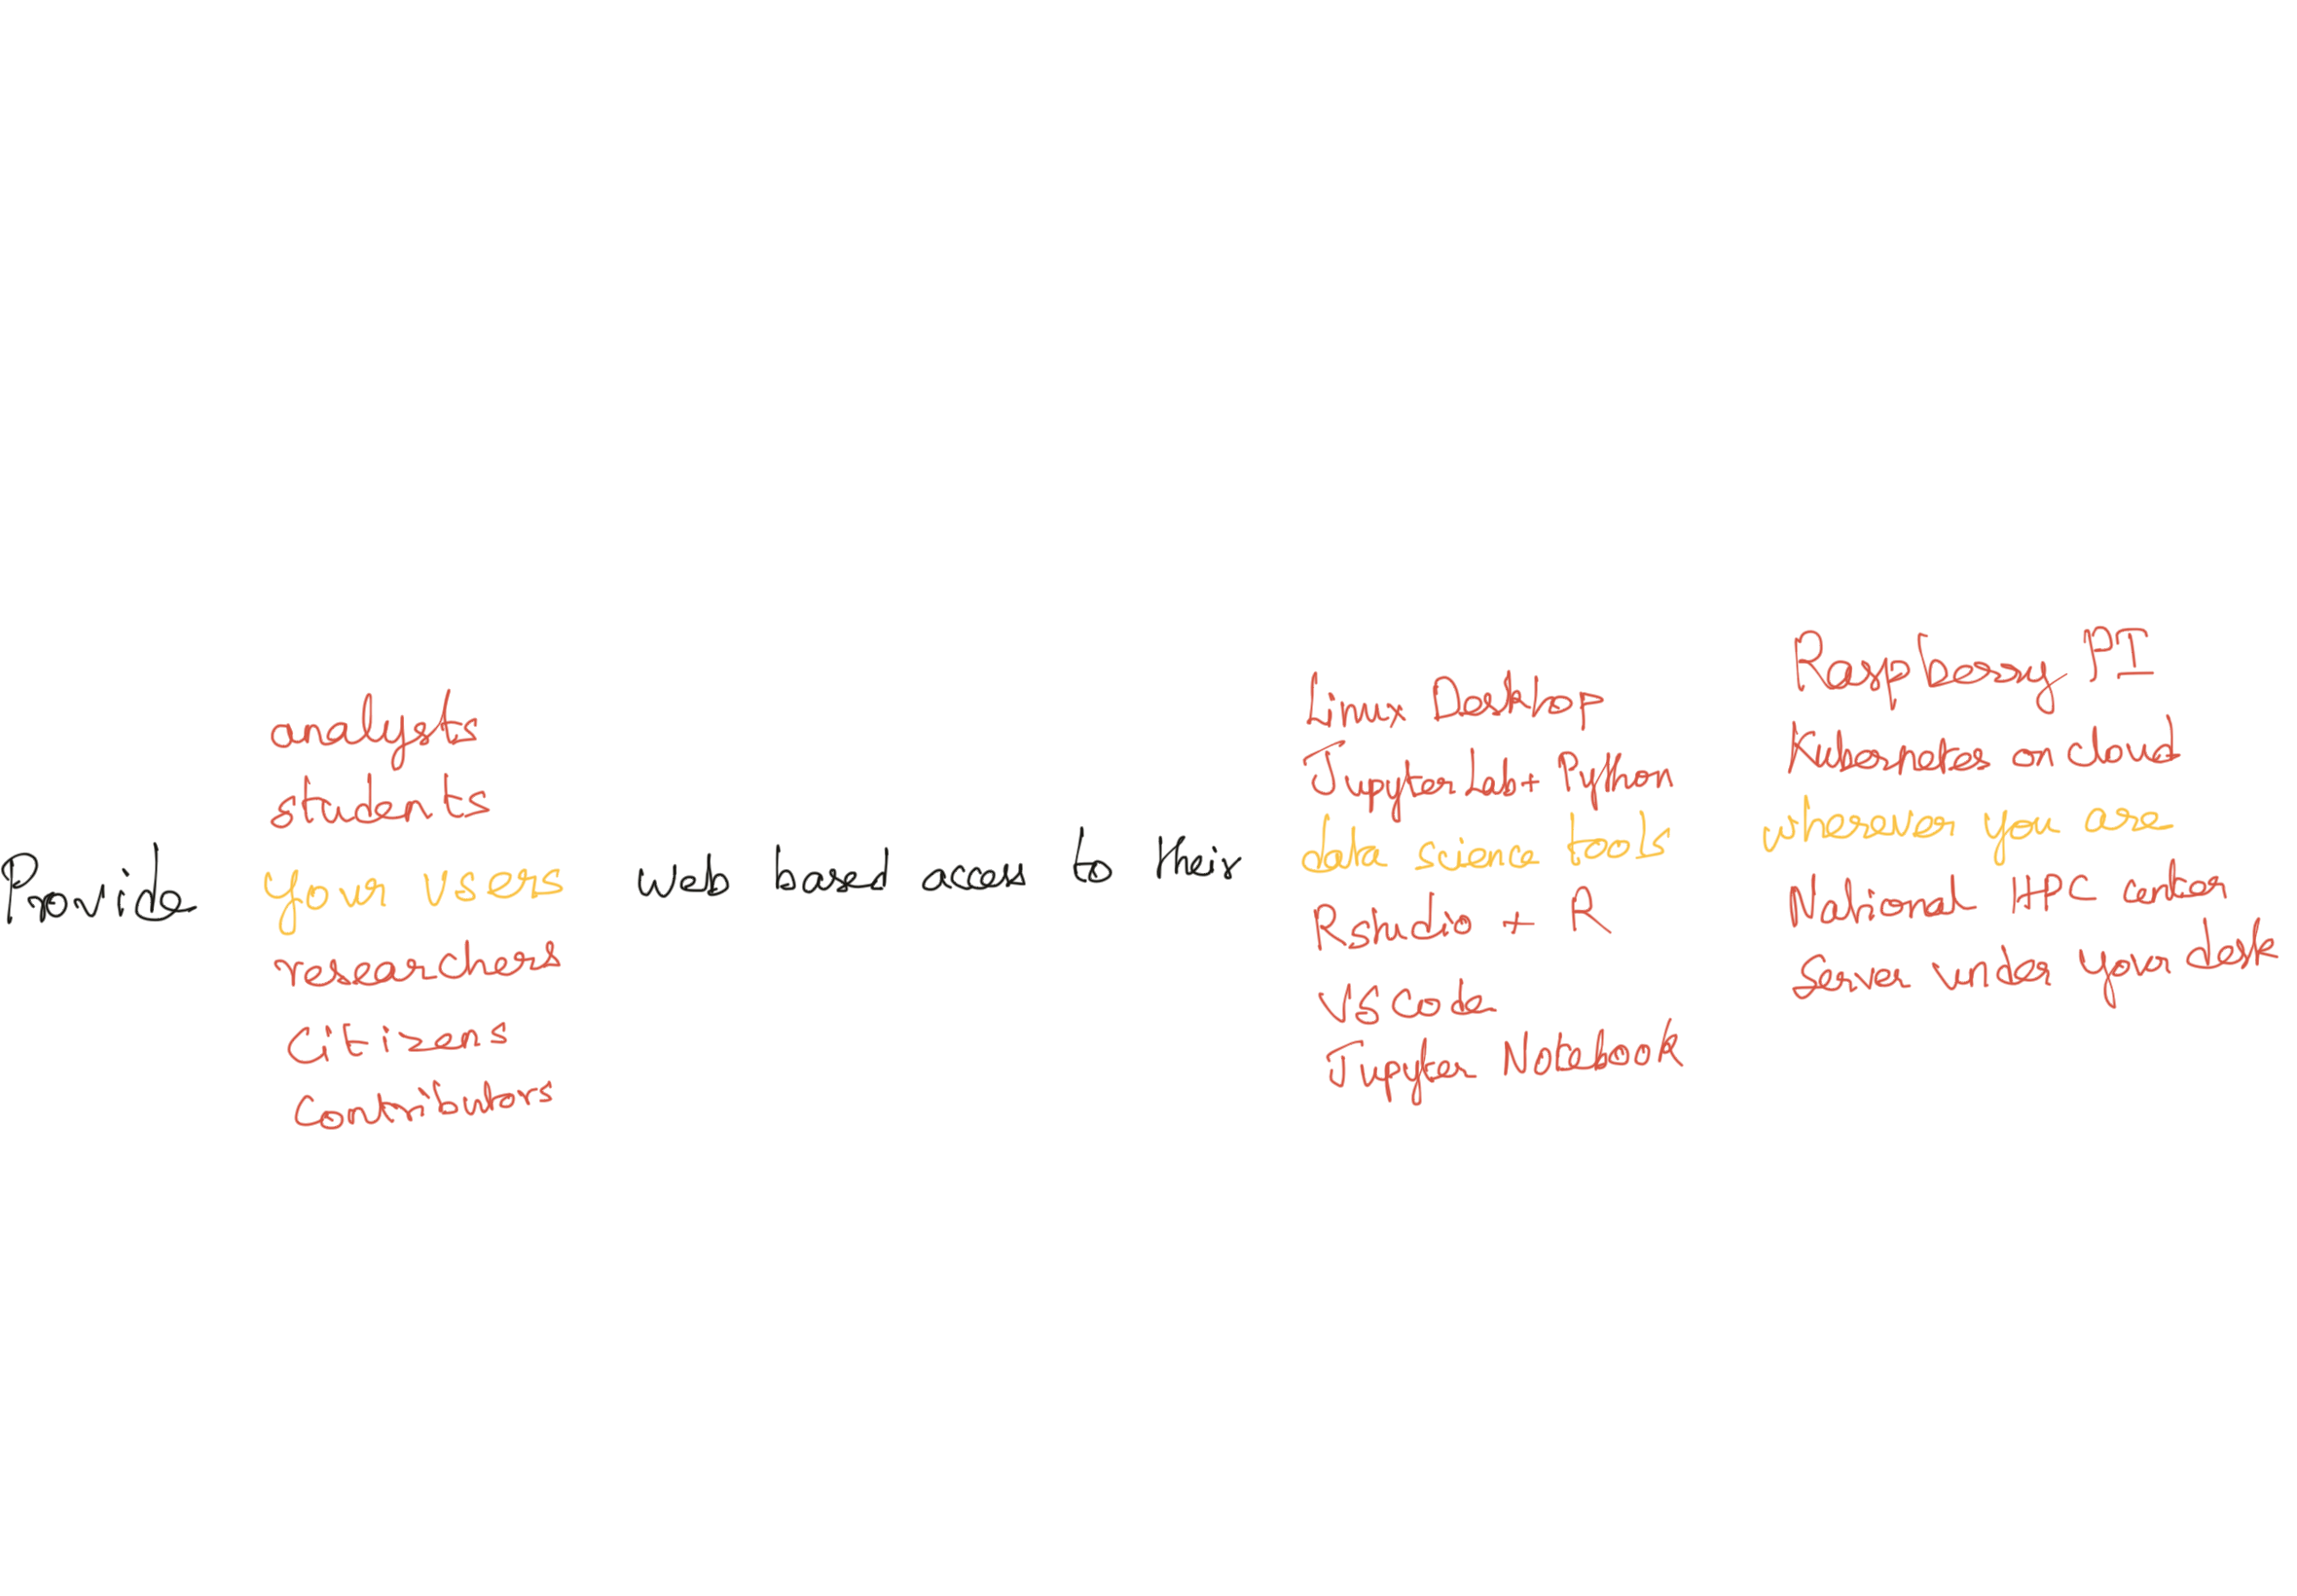 analysts
students
Provide your users web based access to their data science tools wherever you are
researchers
Citizens
Contributors
Linux Desktop
Jupyter Lab + Python
Rstudio + R
VS Code
Jupyter Notebook
Raspberry PI
Kubernetes on cloud
National HPC center
Server under your desk